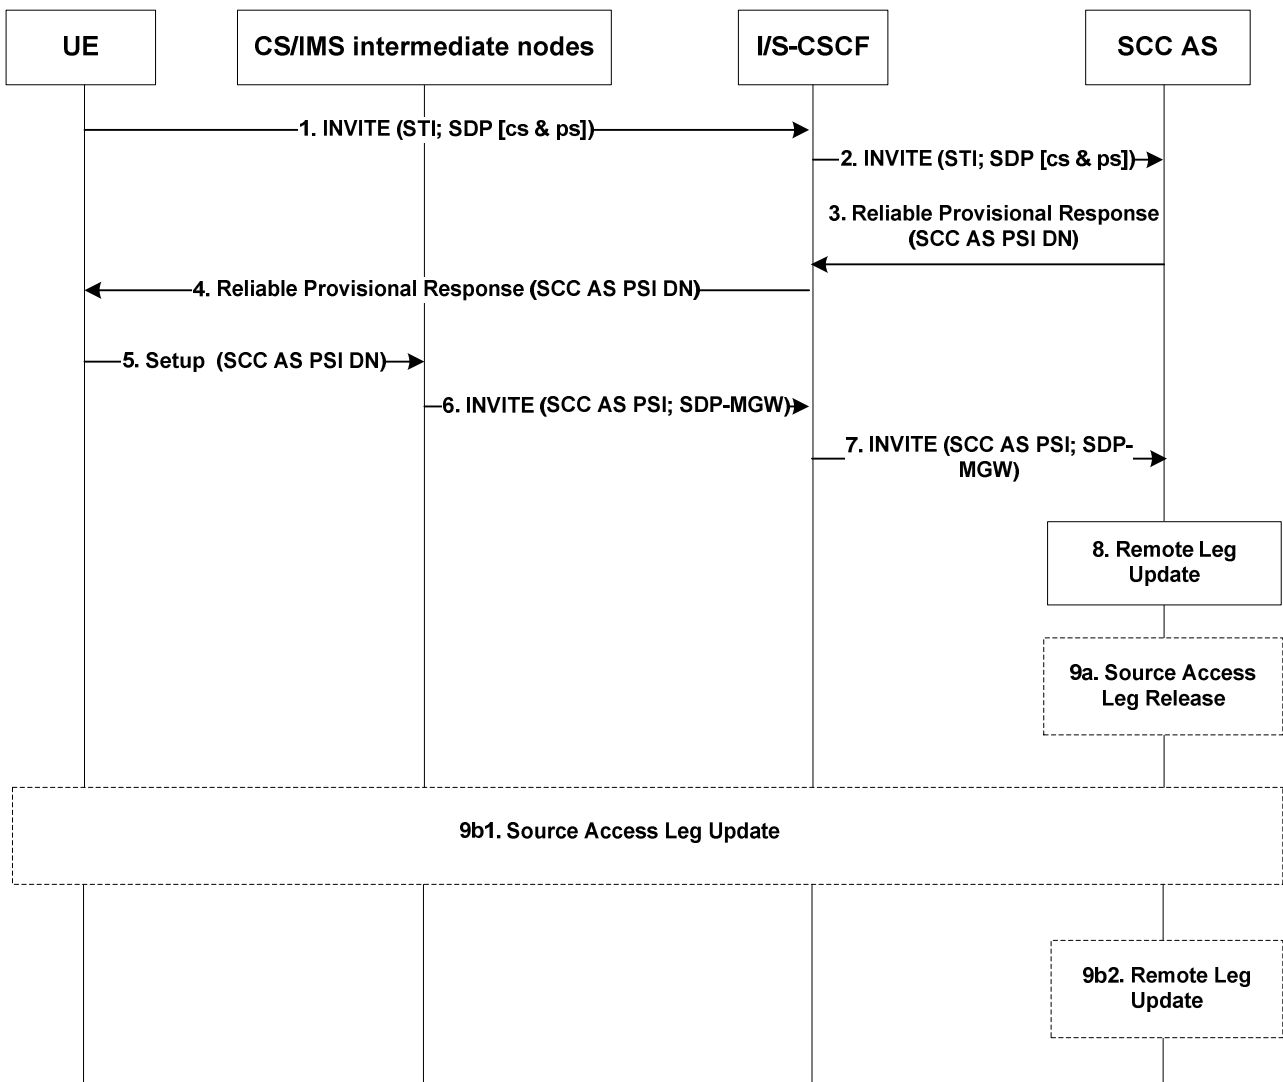 UE
CS/IMS intermediate nodes
I/S-CSCF
SCC AS
1. INVITE (STI; SDP [cs & ps])
2. INVITE (STI; SDP [cs & ps])
3. Reliable Provisional Response
(SCC AS PSI DN)
4. Reliable Provisional Response (SCC AS PSI DN)
5. Setup (SCC AS PSI DN)
6. INVITE (SCC AS PSI; SDP-MGW)
7. INVITE (SCC AS PSI; SDP-
MGW)
8. Remote Leg
Update
9a. Source Access
Leg Release
9b1. Source Access Leg Update
9b2. Remote Leg
Update